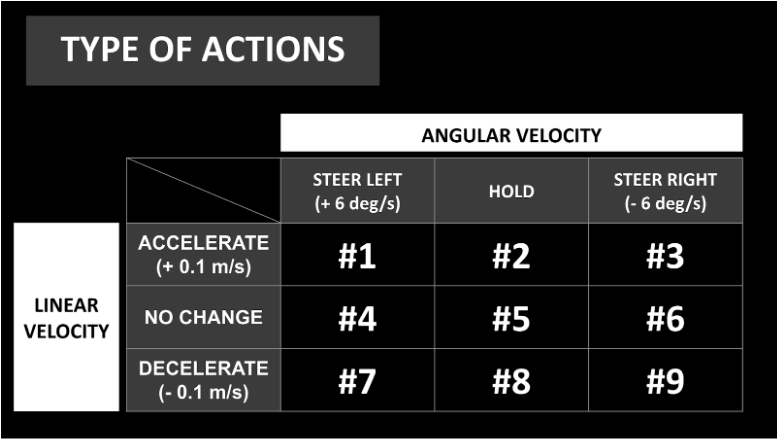 TYPE OF ACTIONS
ANGULAR VELOCITY
STEER LEFT
(+ 6 deg/s)
HOLD
STEER RIGHT
(- 6 deg/s)
LINEAR
VELOCITY
ACCELERATE
(+ 0.1 m/s)
#1
#2
#3
NO CHANGE
#4
#5
#6
DECELERATE
(- 0.1 m/s)
#7
#8
#9